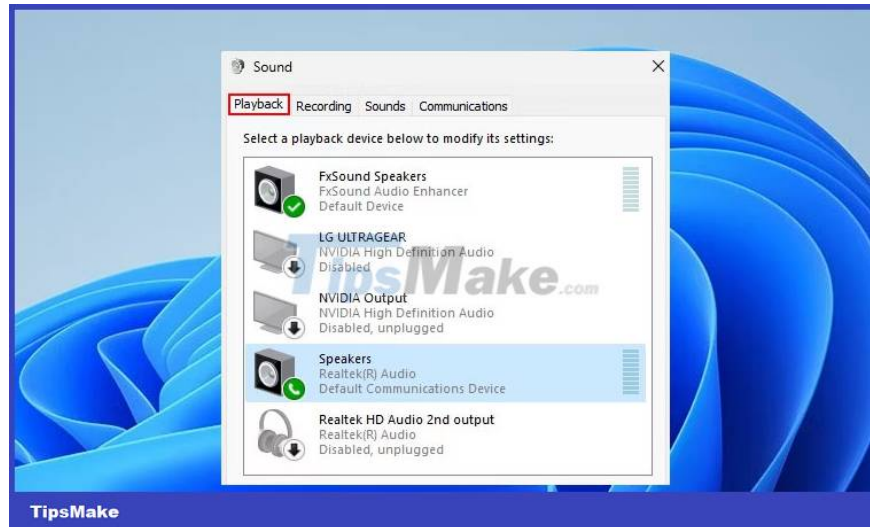 Sound
Playback Recording Sounds Communications
Select a playback device below to modify its settings:
FxSound Speakers
FxSound Audio Enhancer
Default Device
LG ULTRAGEAR
NVIDIA High Definition Audio
Disabled
TipsMake.com
NVIDIA Output
NVIDIA High Definition Audio
Disabled, unplugged
Speakers
Realtek(R) Audio
Default Communications Device
Realtek HD Audio 2nd output
Realtek(R) Audio
Disabled, unplugged
TipsMake